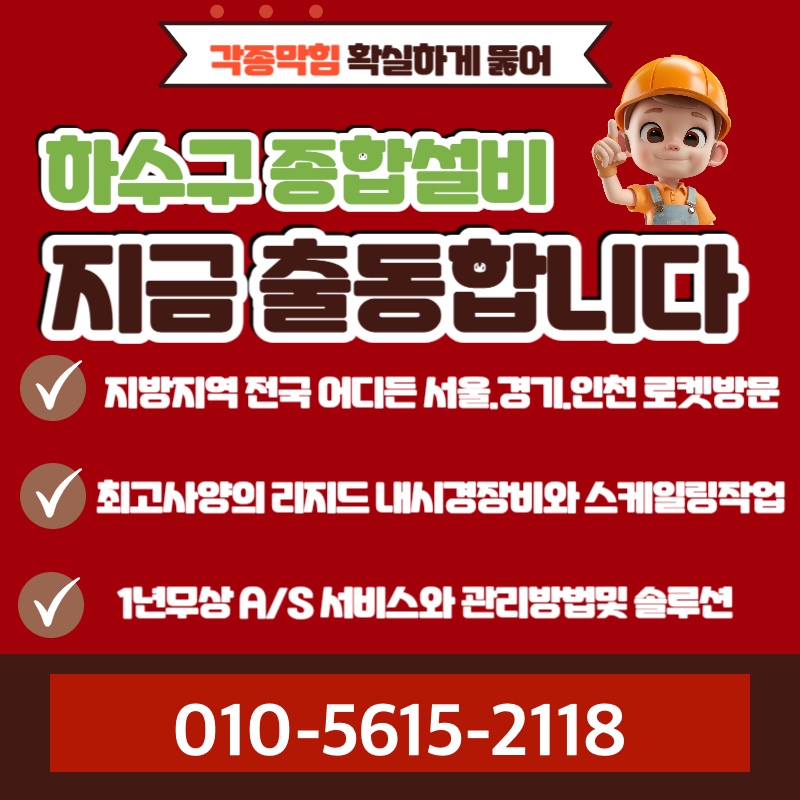 각종막힘 확실하게 뚫어
하수구 종합설비
지금 출동합니다
지방지역 전국 어디든 서울.경기.인천 로켓방문
최고사양의 리지드 내시경장비와 스케일링작업
1년무상 A/S 서비스와 관리방법및 솔루션
010-5615-2118